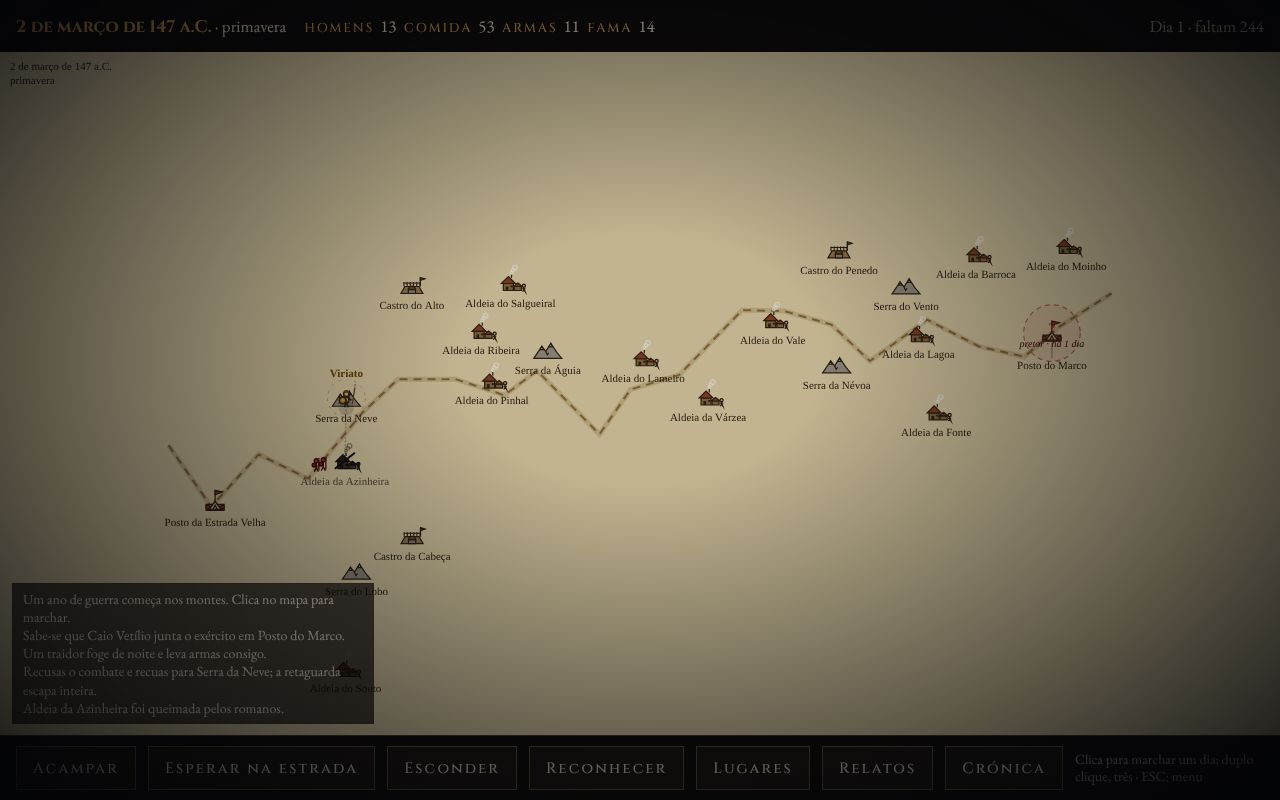 2 DE MARÇO DE 147 A.C. · primavera HOMENS 13 COMIDA 53 ARMAS 11 FAMA 14 Dia 1 · faltam 244
2 de março de 147 a.C.
primavera
Castro do Penedo
Aldeia da Barroca
Aldeia do Moinho
Castro do Alto
Aldeia do Salgueiral
Serra do Vento
Aldeia da Ribeira
Aldeia do Vale
pretor · há 1 dia
Aldeia da Lagoa
Posto do Marco
Viriato
Serra da Águia
Aldeia do Lameiro
Serra da Névoa
Aldeia do Pinhal
Serra da Neve
Aldeia da Várzea
Aldeia da Fonte
Aldeia da Azinheira
Posto da Estrada Velha
Castro da Cabeça
Serra do Lobo
Um ano de guerra começa nos montes. Clica no mapa para
marchar.
Sabe-se que Caio Vetílio junta o exército em Posto do Marco.
Um traidor foge de noite e leva armas consigo.
Recusas o combate e recuas para Serra da Neve; a retaguarda
escapa inteira.
Aldeia do Souto
Aldeia da Azinheira foi queimada pelos romanos.
ACAMPAR
ESPERAR NA ESTRADA
ESCONDER
RECONHECER
LUGARES
RELATOS
CRÓNICA
Clica para marchar um dia; duplo
clique, três · ESC: menu